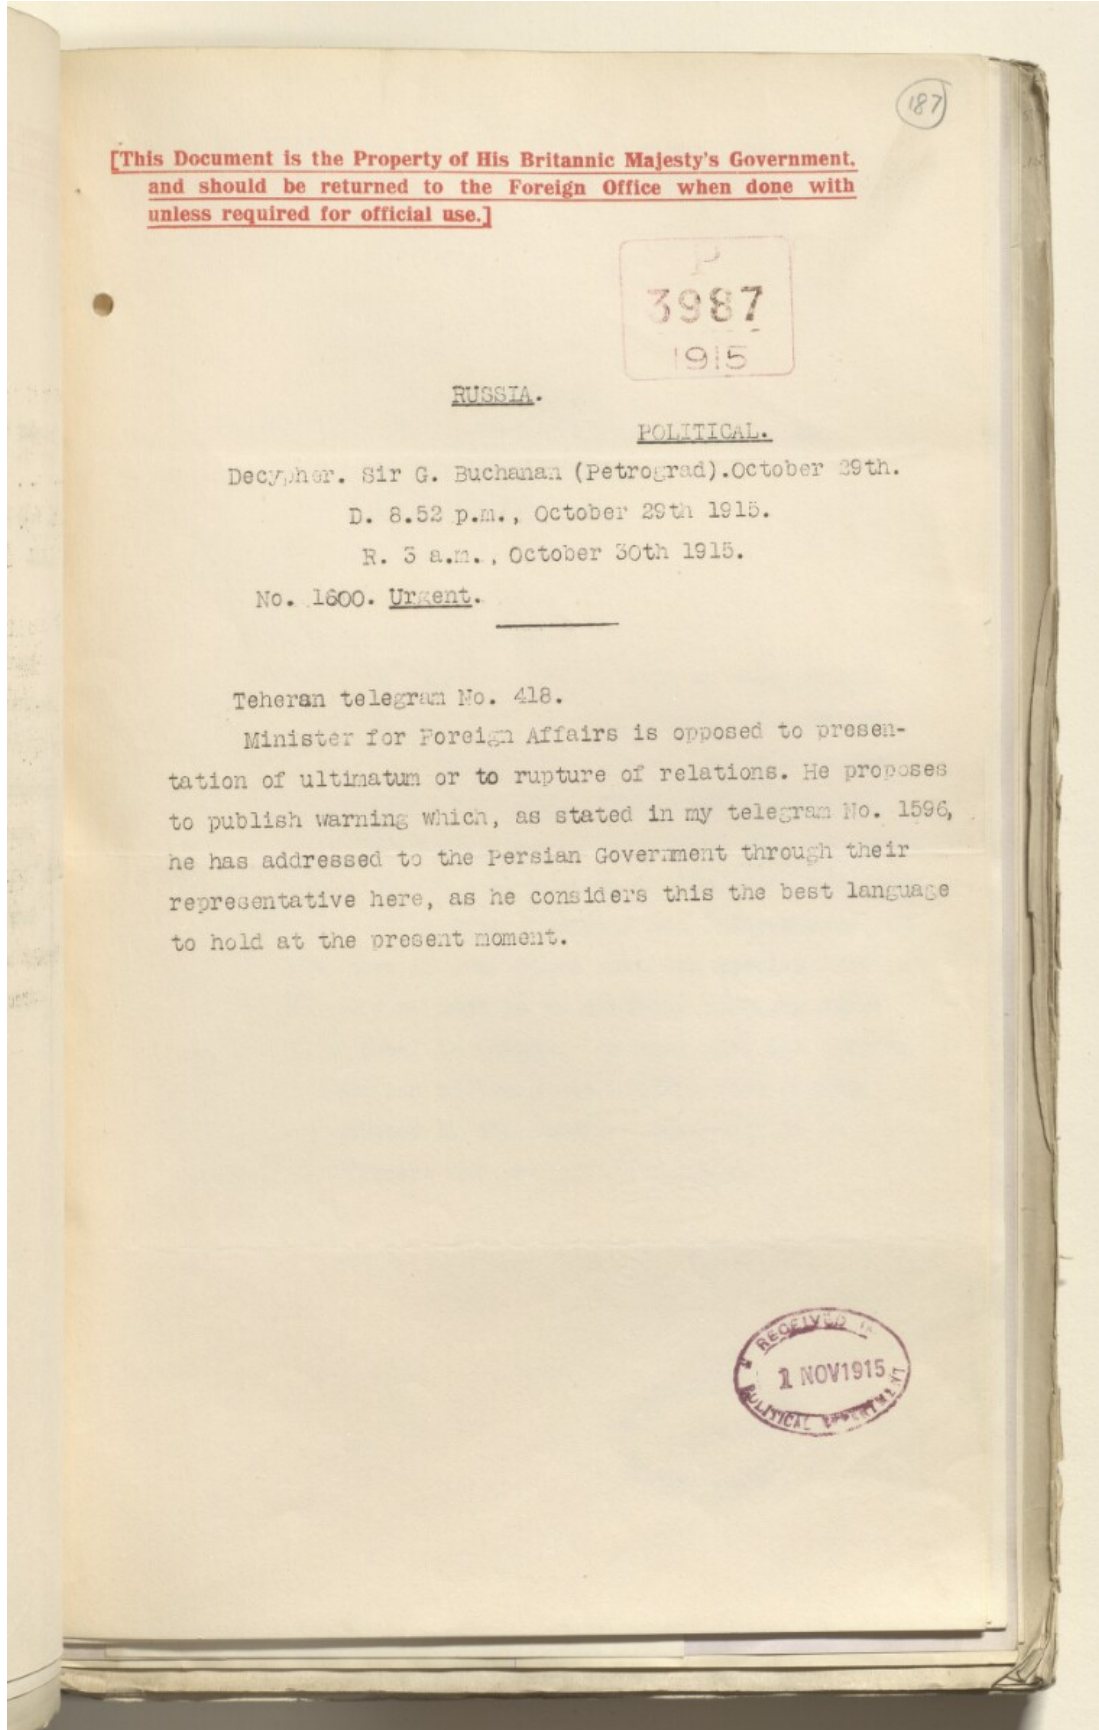 187
[This Document is the Property of His Britannic Majesty's Government,
and should be returned to the Foreign Office when done with
unless required for official use.]
P
3987
1915
RUSSIA.
POLITICAL.
Decypher. Sir G. Buchanan (Petrograd).October 29th.
D. 8.52 p.m., October 29th 1915.
R. 3 a.m., October 30th 1915.
No. 1600. Urgent.
Teheran telegram No. 418.
Minister for Foreign Affairs is opposed to presen-
tation of ultimatum or to rupture of relations. He proposes
to publish warning which, as stated in my telegram No. 1596,
he has addressed to the Persian Government through their
representative here, as he considers this the best language
to hold at the present moment.
RECEIVED IN
1 NOV1915
POLITICAL DEPARTMENT